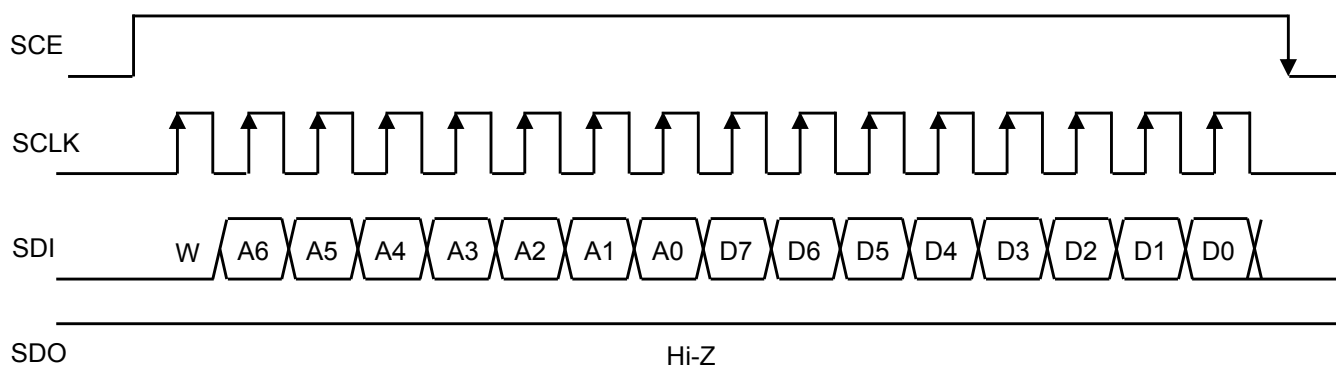 SCE
SCLK
SDI W A6 A5 A4 A3 A2 A1 A0 D7 D6 D5 D4 D3 D2 D1 D0
SDO Hi-Z